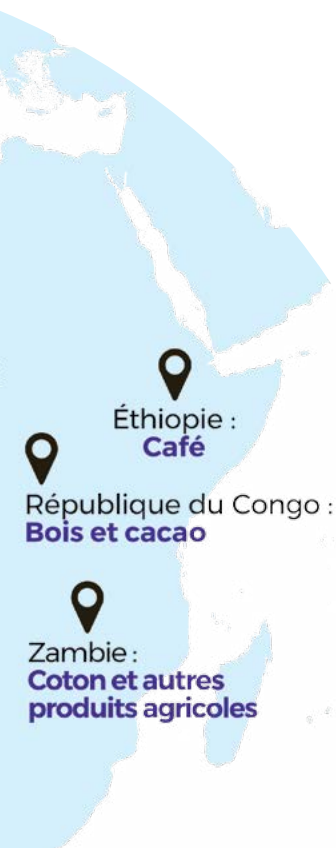 Éthiopie :
Café
République du Congo :
Bois et cacao
Zambie :
Coton et autres
produits agricoles